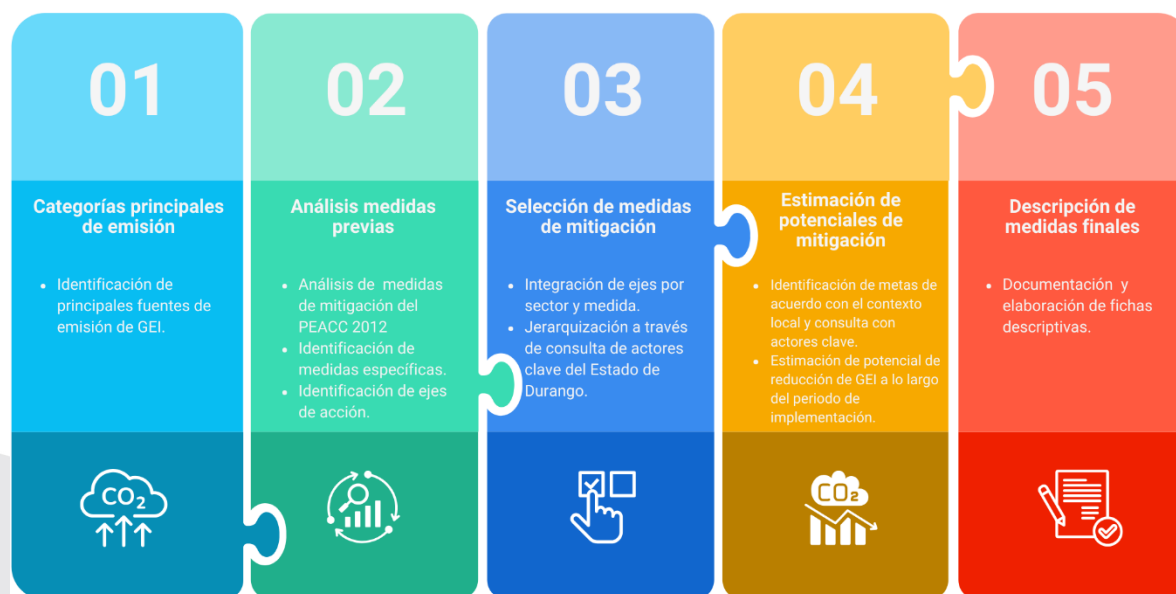 01
Categorías principales
de emisión
• Identificación de
principales fuentes de
emisión de GEI.
CO₂
02
Análisis medidas
previas
• Análisis de medidas
de mitigación del
PEACC 2012
• Identificación de
medidas específicas.
• Identificación de ejes
de acción.
03
Selección de medidas
de mitigación
• Integración de ejes por
sector y medida.
• Jerarquización a través
de consulta de actores
clave del Estado de
Durango.
04
Estimación de
potenciales de
mitigación
• Identificación de metas de
acuerdo con el contexto
local y consulta con
actores clave.
• Estimación de potencial de
reducción de GEI a lo largo
del periodo de
implementación.
CO₂
05
Descripción de
medidas finales
• Documentación y
elaboración de fichas
descriptivas.